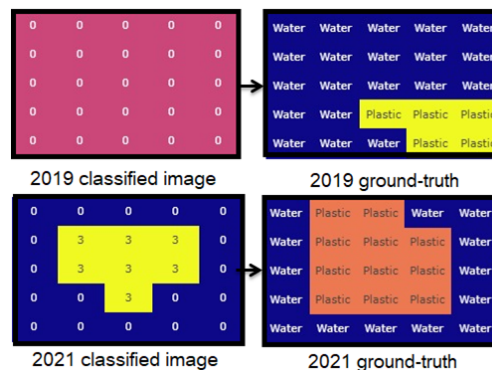 0 0 0 0 0
0 0 0 0 0
0 0 0 0 0
0 0 0 0 0
0 0 0 0 0
2019 classified image
Water Water Water Water Water
Water Water Water Water Water
Water Water Water Water Water
Water Water Plastic Plastic Plastic
Water Water Water Plastic Plastic
2019 ground-truth
0 0 0 0 0
0 3 3 3 0
0 3 3 3 0
0 0 3 0 0
0 0 0 0 0
2021 classified image
Water Plastic Plastic Water Water
Water Plastic Plastic Plastic Water
Water Plastic Plastic Plastic Water
Water Plastic Plastic Plastic Water
Water Water Water Water Water
2021 ground-truth